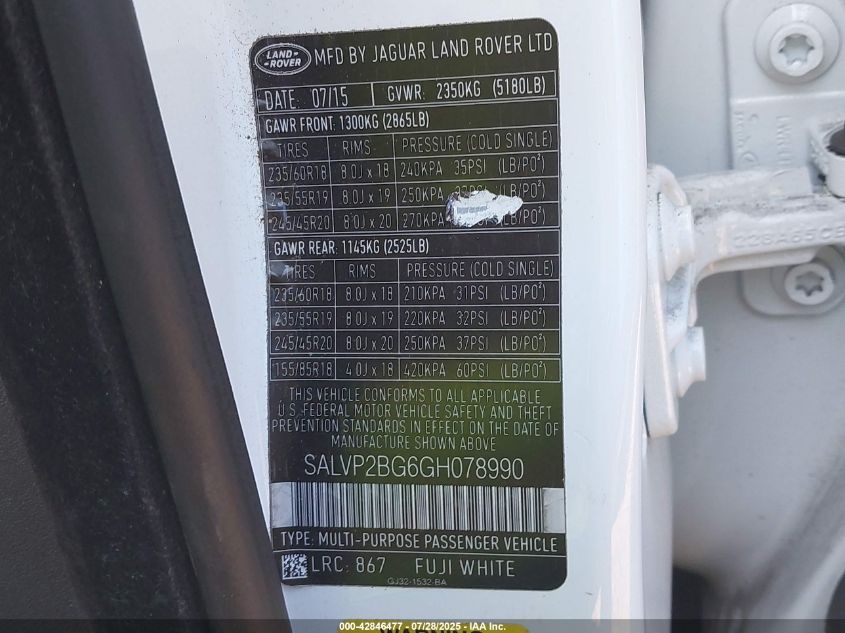 LAND-
-ROVER
MFD BY JAGUAR LAND ROVER LTD
DATE: 07/15 GVWR: 2350KG (5180LB)
GAWR FRONT: 1300KG (2865LB)
TIRES RIMS PRESSURE (COLD SINGLE)
235/60R18 8.0J x 18 240KPA 35PSI (LB/PO²)
235/55R19 8.0J x 19 250KPA (LB/PO²)
245/45R20 8.0J x 20 270KPA (LB/PO²)
GAWR REAR: 1145KG (2525LB)
TIRES RIMS PRESSURE (COLD SINGLE)
235/60R18 8.0J x 18 210KPA 31PSI (LB/PO²)
235/55R19 8.0J x 19 220KPA 32PSI (LB/PO²)
245/45R20 8.0J x 20 250KPA 37PSI (LB/PO²)
155/85R18 4.0J x 18 420KPA 60PSI (LB/PO²)
THIS VEHICLE CONFORMS TO ALL APPLICABLE
U.S. FEDERAL MOTOR VEHICLE SAFETY AND THEFT
PREVENTION STANDARDS IN EFFECT ON THE DATE OF
MANUFACTURE SHOWN ABOVE.
SALVP2BG6GH078990
TYPE: MULTI-PURPOSE PASSENGER VEHICLE
LRC: 867 FUJI WHITE
GJ32-1532-BA
000-42846477 - 07/28/2025 - IAA Inc.